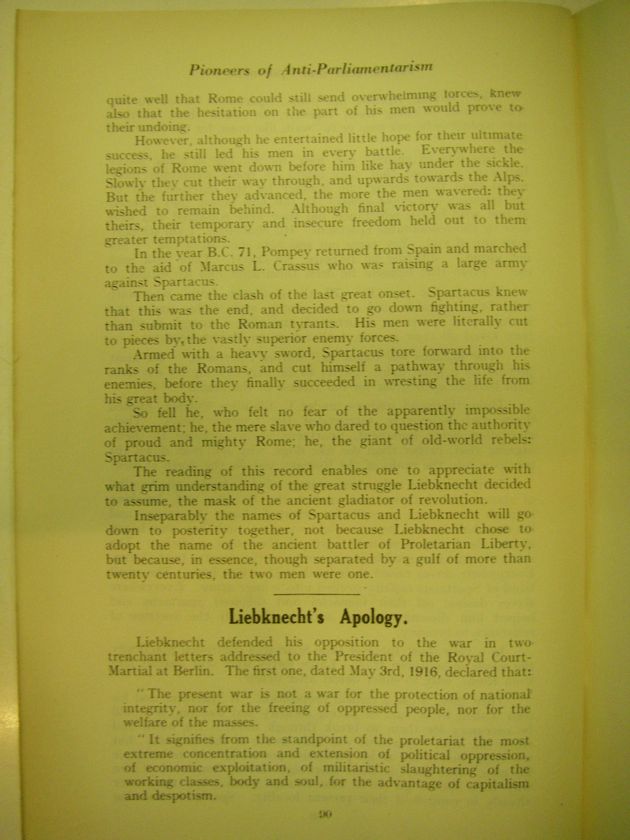 Pioneers of Anti-Parliamentarism
quite well that Rome could still send overwhelming forces, knew
also that the hesitation on the part of his men would prove to
their undoing.
However, although he entertained little hope for their ultimate
success, he still led his men in every battle. Everywhere the
legions of Rome went down before him like hay under the sickle.
Slowly they cut their way through, and upwards towards the Alps.
But the further they advanced, the more the men wavered: they
wished to remain behind. Although final victory was all but
theirs, their temporary and insecure freedom held out to them
greater temptations.
In the year B.C. 71, Pompey returned from Spain and marched
to the aid of Marcus L. Crassus who was raising a large army
against Spartacus.
Then came the clash of the last great onset. Spartacus knew
that this was the end, and decided to go down fighting, rather
than submit to the Roman tyrants. His men were literally cut
to pieces by, the vastly superior enemy forces.
Armed with a heavy sword, Spartacus tore forward into the
ranks of the Romans, and cut himself a pathway through his
enemies, before they finally succeeded in wresting the life from
his great body.
So fell he, who felt no fear of the apparently impossible
achievement; he, the mere slave who dared to question the authority
of proud and mighty Rome; he, the giant of old-world rebels:
Spartacus.
The reading of this record enables one to appreciate with
what grim understanding of the great struggle Liebknecht decided
to assume, the mask of the ancient gladiator of revolution.
Inseparably the names of Spartacus and Liebknecht will go
down to posterity together, not because Liebknecht chose to
adopt the name of the ancient battler of Proletarian Liberty,
but because, in essence, though separated by a gulf of more than
twenty centuries, the two men were one.
Liebknecht's Apology.
Liebknecht defended his opposition to the war in two
trenchant letters addressed to the President of the Royal Court-
Martial at Berlin. The first one, dated May 3rd, 1916, declared that:
"The present war is not a war for the protection of national
integrity, nor for the freeing of oppressed people, nor for the
welfare of the masses.
"It signifies from the standpoint of the proletariat the most
extreme concentration and extension of political oppression,
of economic exploitation, of militaristic slaughtering of the
working classes, body and soul, for the advantage of capitalism
and despotism.
90